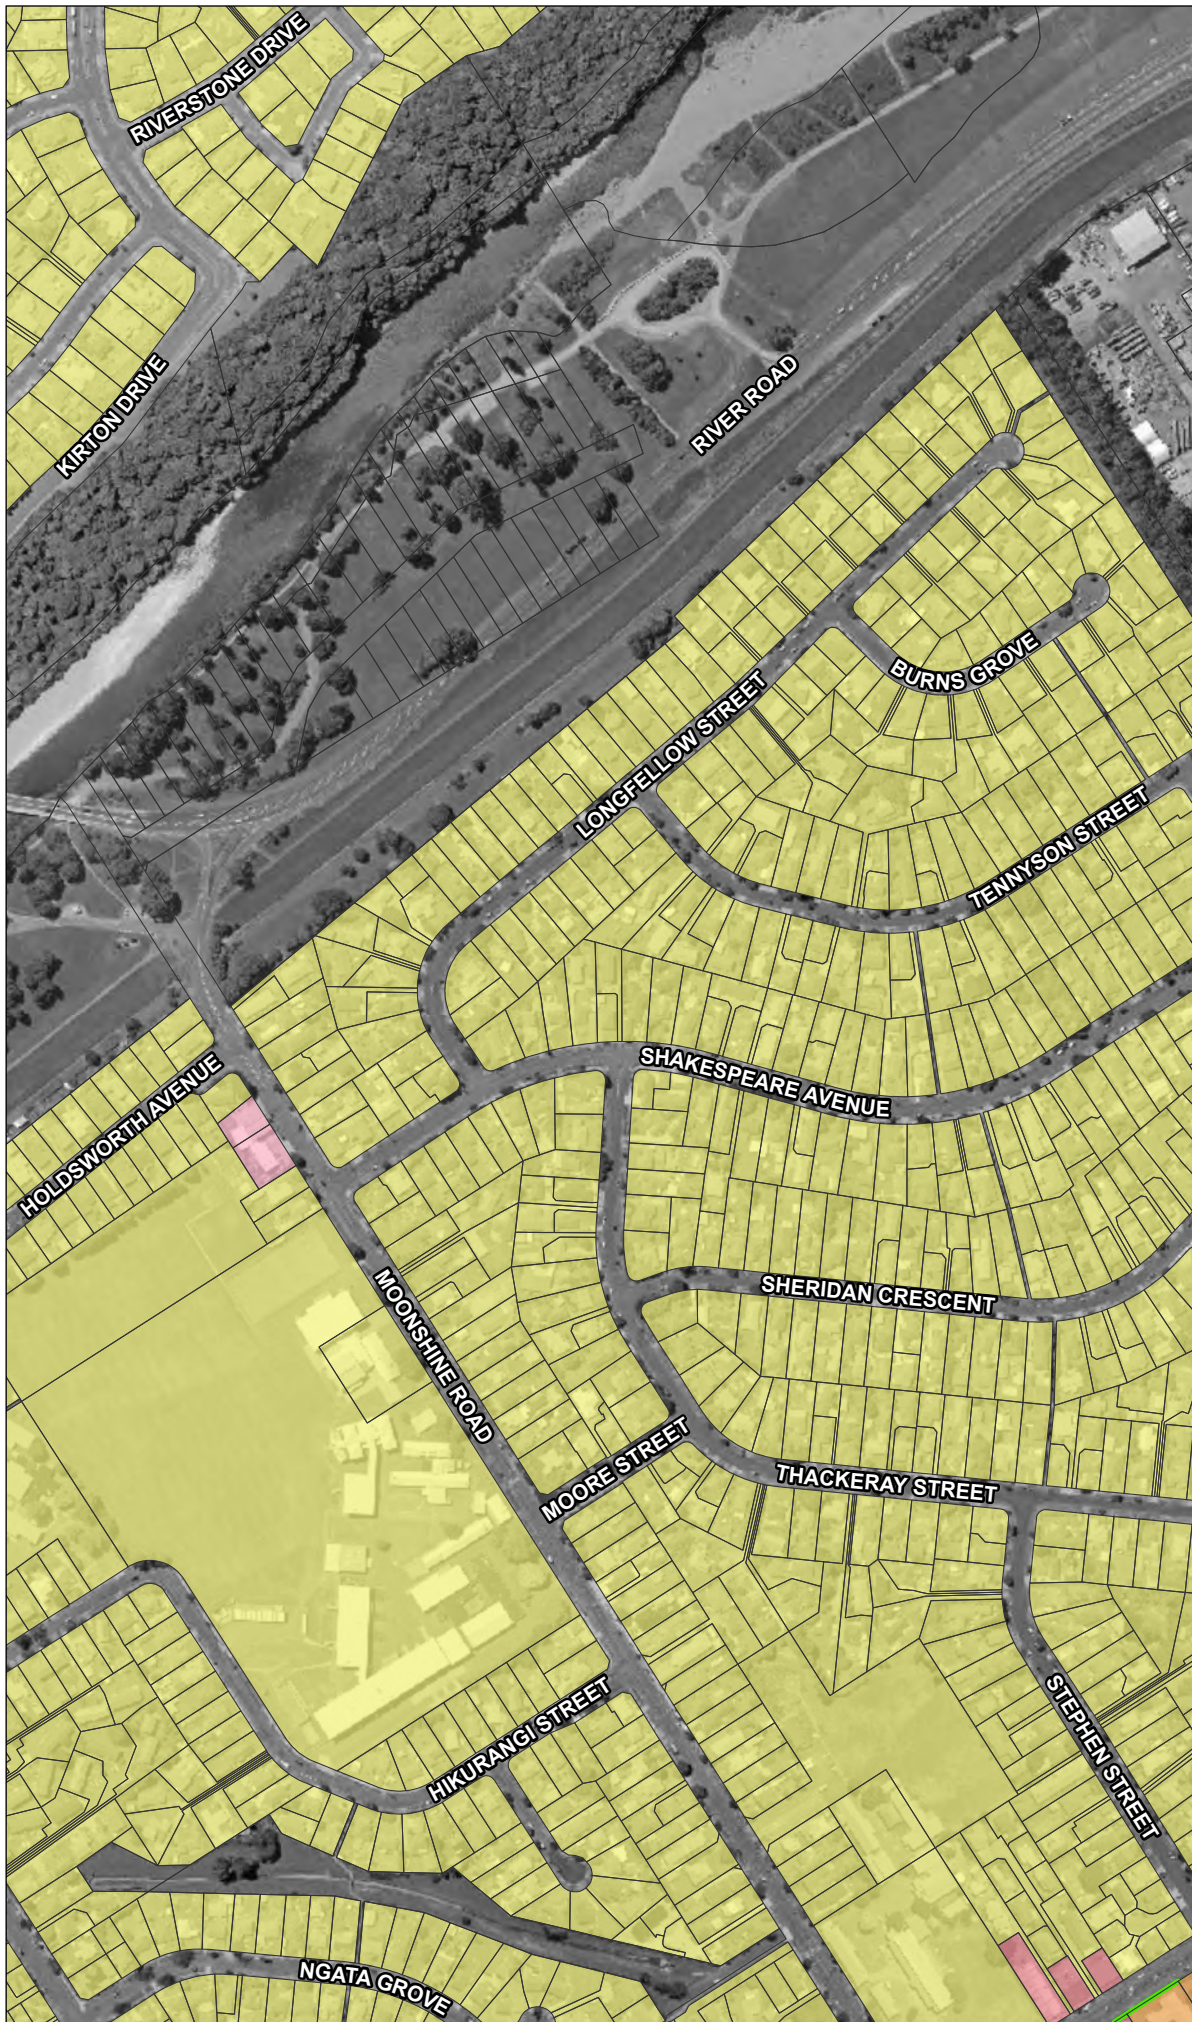 RIVERSTONE DRIVE
KIRTON DRIVE
RIVER ROAD
BURNS GROVE
LONGFELLOW STREET
TENNYSON STREET
SHAKESPEARE AVENUE
HOLDSWORTH AVENUE
SHERIDAN CRESCENT
MOONSHINE ROAD
MOORE STREET
THACKERAY STREET
STEPHEN STREET
HIKURANGI STREET
NGATA GROVE